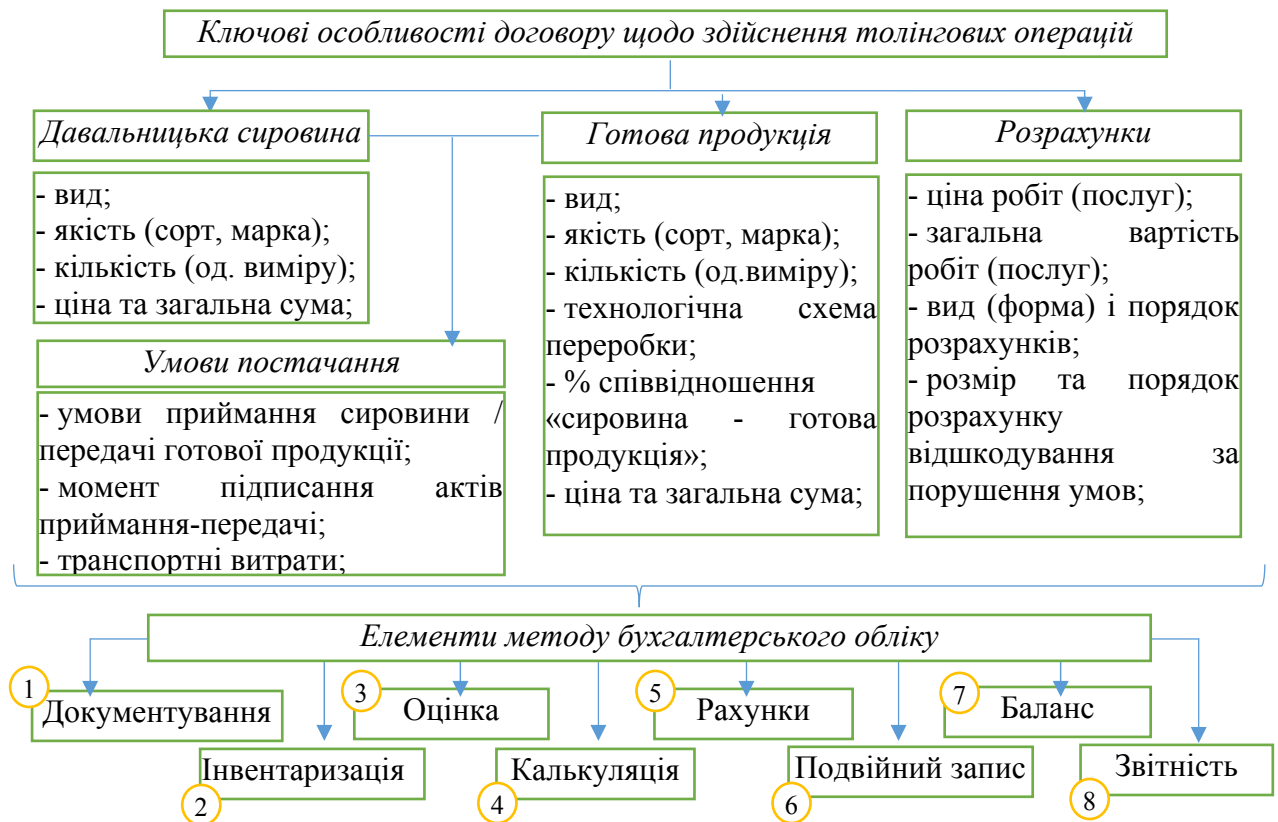 Ключові особливості договору щодо здійснення толінгових операцій
Давальницька сировина
- вид;
- якість (сорт, марка);
- кількість (од. виміру);
- ціна та загальна сума;
Умови постачання
- умови приймання сировини /
передачі готової продукції;
- момент підписання актів
приймання-передачі;
- транспортні витрати;
Готова продукція
- вид;
- якість (сорт, марка);
- кількість (од.виміру);
- технологічна схема
переробки;
- % співвідношення
«сировина - готова
продукція»;
- ціна та загальна сума;
Розрахунки
- ціна робіт (послуг);
- загальна вартість
робіт (послуг);
- вид (форма) і порядок
розрахунків;
- розмір та порядок
розрахунку
відшкодування за
порушення умов;
Елементи методу бухгалтерського обліку
1
Документування
2
Інвентаризація
3
Оцінка
4
Калькуляція
5
Рахунки
6
Подвійний запис
7
Баланс
8
Звітність